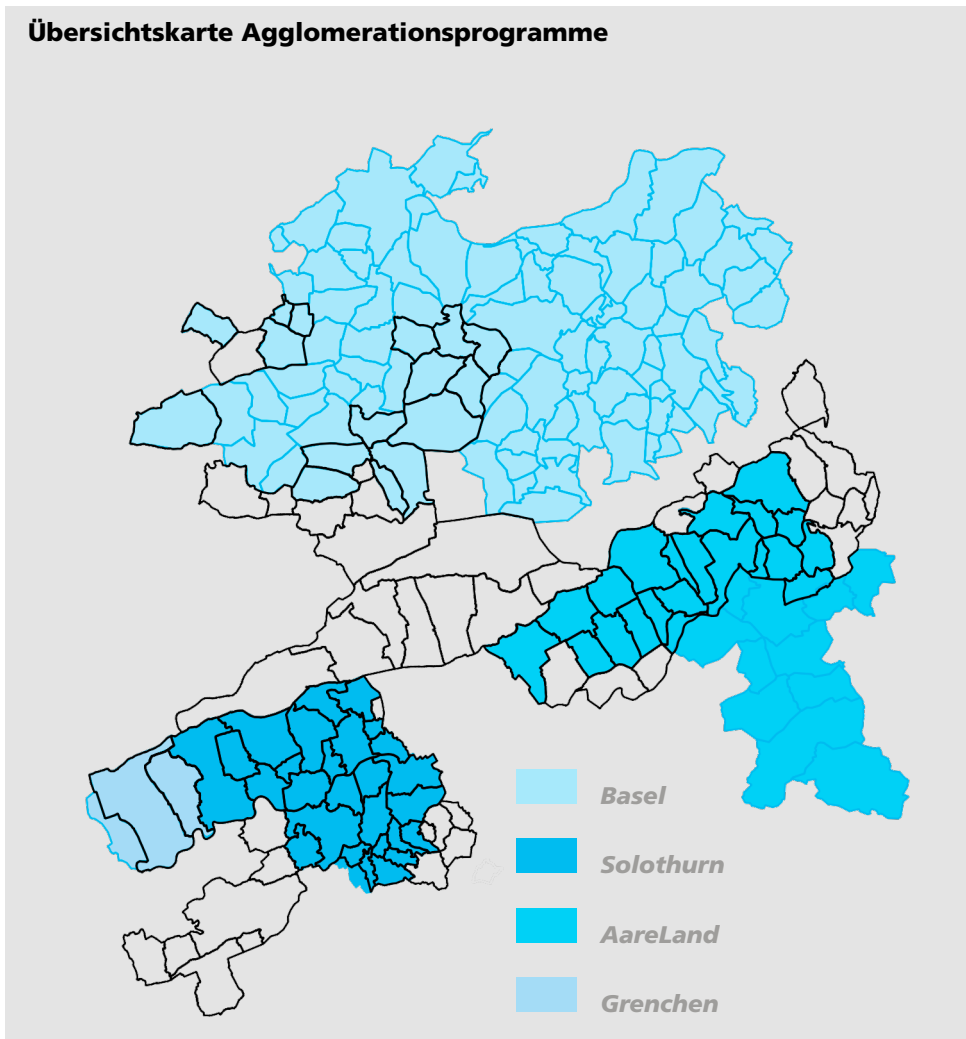 Übersichtskarte Agglomerationsprogramme
Basel
Solothurn
AareLand
Grenchen